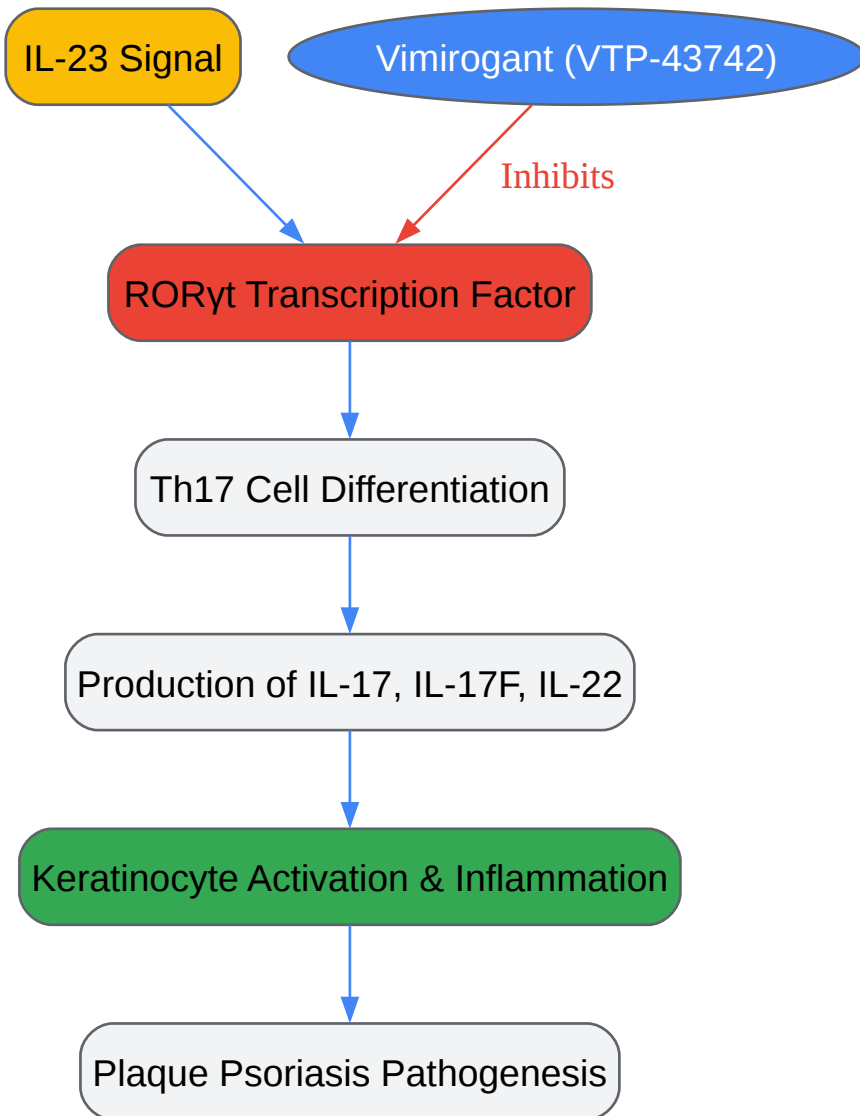 IL-23 Signal
Vimirogant (VTP-43742)
Inhibits
RORγt Transcription Factor
Th17 Cell Differentiation
Production of IL-17, IL-17F, IL-22
Keratinocyte Activation & Inflammation
Plaque Psoriasis Pathogenesis